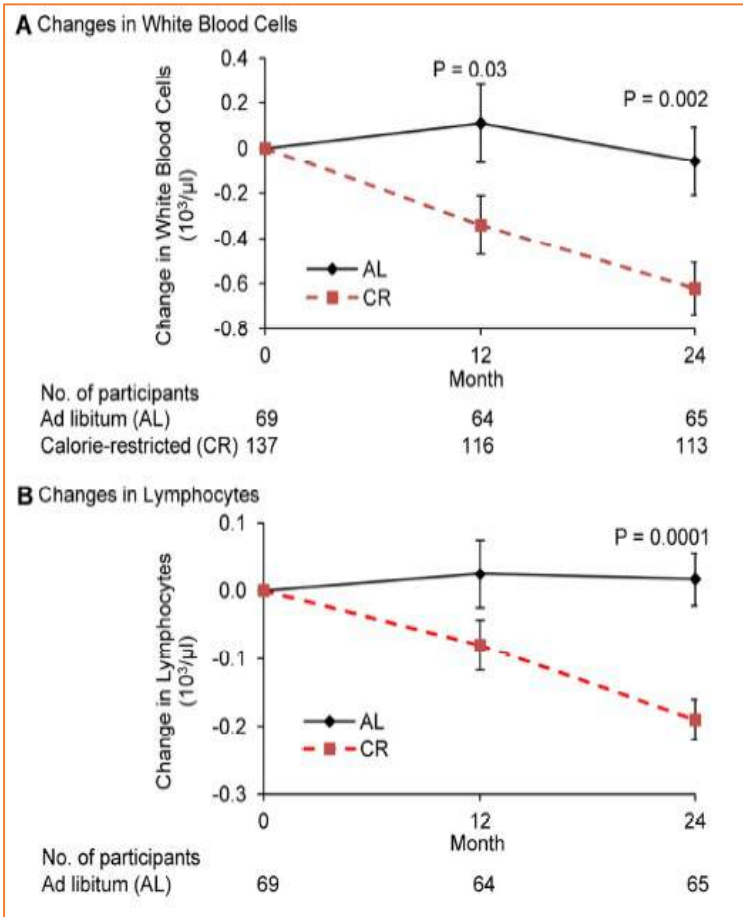 A Changes in White Blood Cells
P = 0.03
P = 0.002
Change in White Blood Cells
(10³/µl)
0.4
0.2
0
-0.2
-0.4
-0.6
-0.8
AL
CR
0 12 24
Month
No. of participants
Ad libitum (AL) 69 64 65
Calorie-restricted (CR) 137 116 113
B Changes in Lymphocytes
P = 0.0001
Change in Lymphocytes
(10³/µl)
0.1
0.0
-0.1
-0.2
-0.3
AL
CR
0 12 24
Month
No. of participants
Ad libitum (AL) 69 64 65